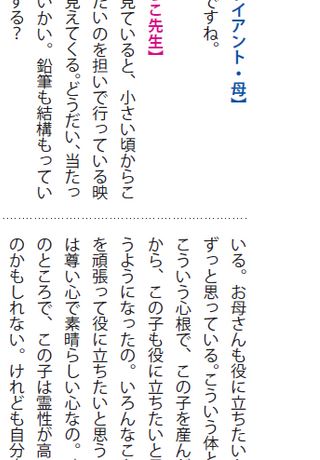 イアント・母】
ですね。
こ先生】
見ていると、小さい頃からこ
たいのを担いで行っている映
見えてくる。どうだい、当たっ
いかい。鉛筆も結構もってい
する？
いる。お母さんも役に立ちたい
ずっと思っている。こういう体と
こういう心根で、この子を産ん
から、この子も役に立ちたいと
うようになったの。いろんなこ
を頑張って役に立ちたいと思う
は尊い心で素晴らしい心なの。
のところで、この子は霊性が高
のかもしれない。けれども自分